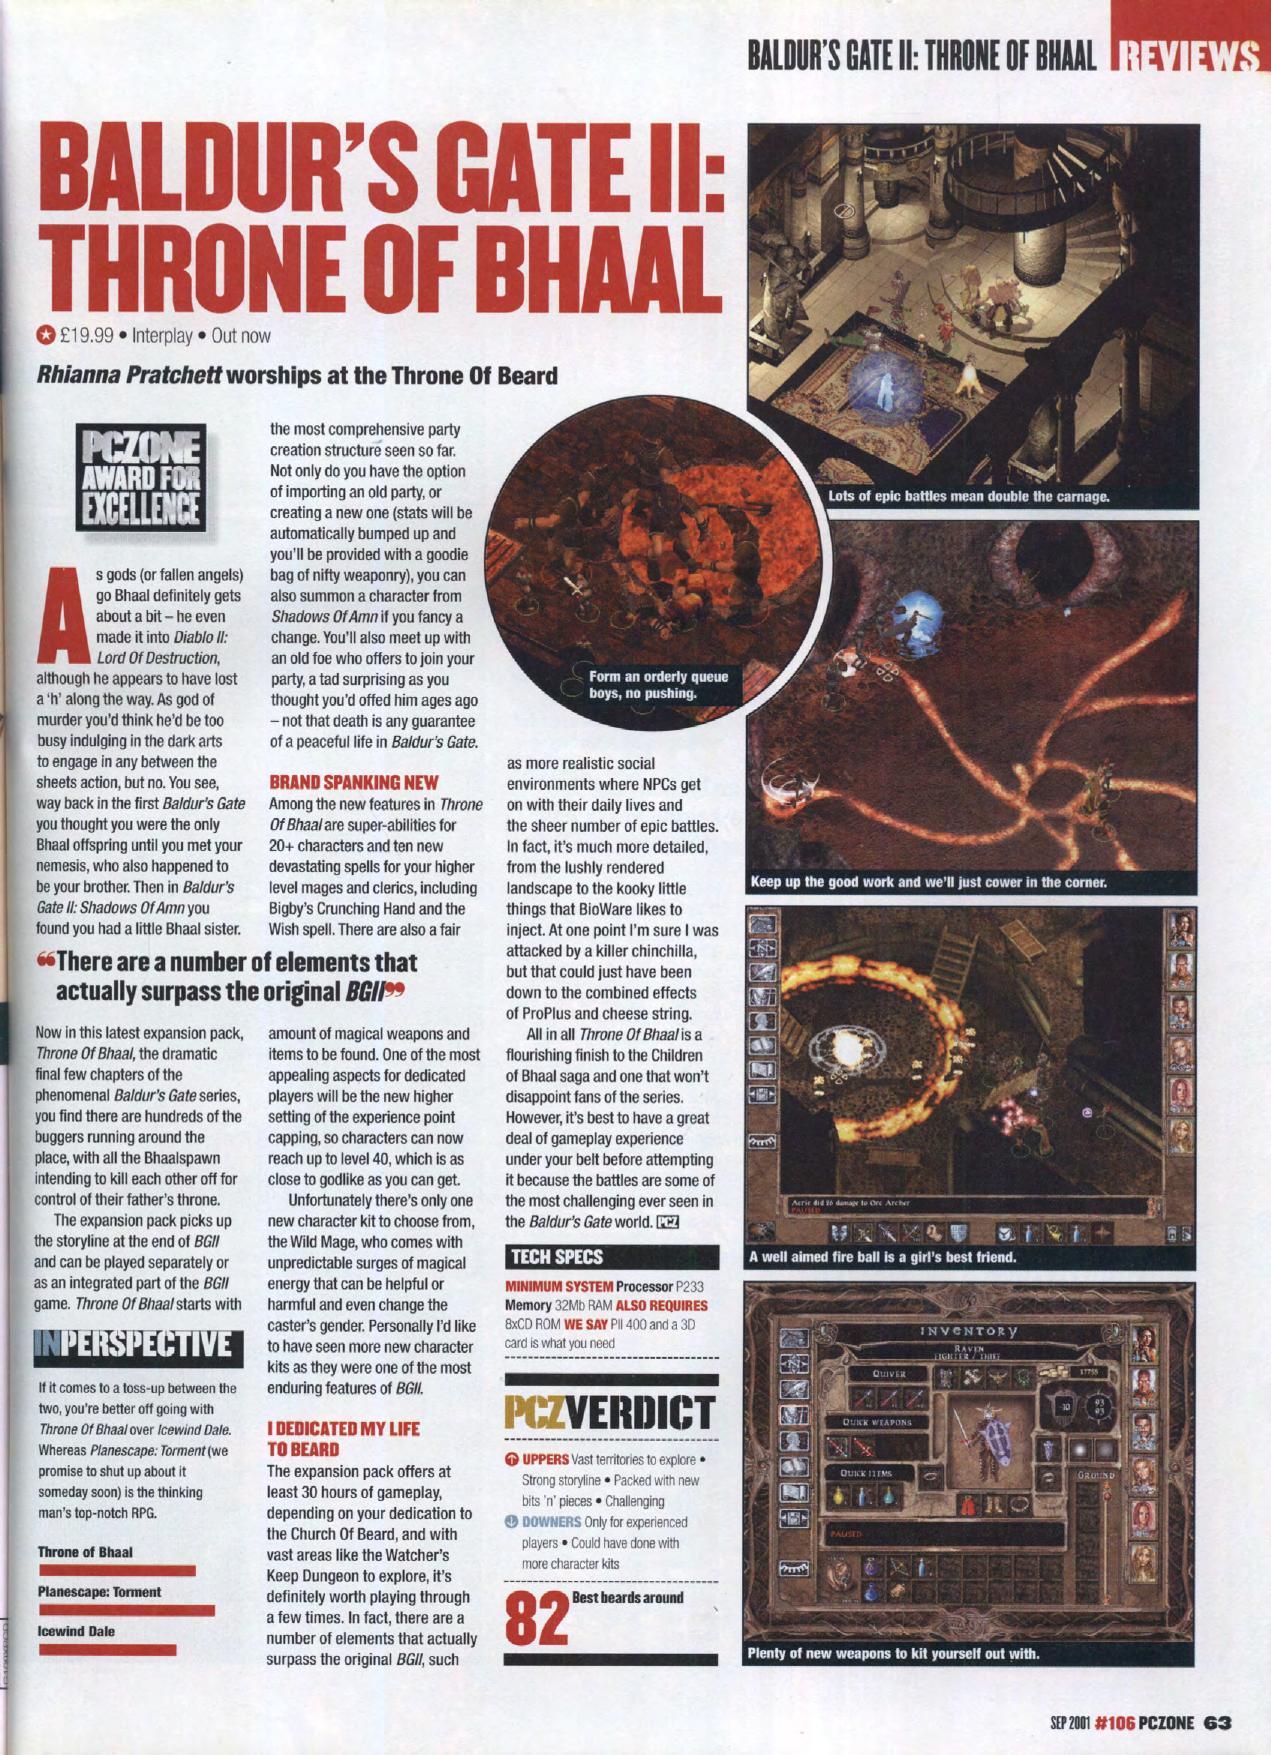 BALDUR'S GATE II: THRONE OF BHAAL REVIEWS
BALDUR'S GATE II:
THRONE OF BHAAL
£19.99 • Interplay • Out now
Rhianna Pratchett worships at the Throne Of Beard
PCZONE
AWARD FOR
EXCELLENCE
As gods (or fallen angels)
go Bhaal definitely gets
about a bit – he even
made it into Diablo II:
Lord Of Destruction,
although he appears to have lost
a 'h' along the way. As god of
murder you'd think he'd be too
busy indulging in the dark arts
to engage in any between the
sheets action, but no. You see,
way back in the first Baldur's Gate
you thought you were the only
Bhaal offspring until you met your
nemesis, who also happened to
be your brother. Then in Baldur's
Gate II: Shadows Of Amn you
found you had a little Bhaal sister.
“There are a number of elements that
actually surpass the original BGII”
Now in this latest expansion pack,
Throne Of Bhaal, the dramatic
final few chapters of the
phenomenal Baldur's Gate series,
you find there are hundreds of the
buggers running around the
place, with all the Bhaalspawn
intending to kill each other off for
control of their father's throne.
The expansion pack picks up
the storyline at the end of BGII
and can be played separately or
as an integrated part of the BGII
game. Throne Of Bhaal starts with
the most comprehensive party
creation structure seen so far.
Not only do you have the option
of importing an old party, or
creating a new one (stats will be
automatically bumped up and
you'll be provided with a goodie
bag of nifty weaponry), you can
also summon a character from
Shadows Of Amn if you fancy a
change. You'll also meet up with
an old foe who offers to join your
party, a tad surprising as you
thought you'd offed him ages ago
– not that death is any guarantee
of a peaceful life in Baldur's Gate.
BRAND SPANKING NEW
Among the new features in Throne
Of Bhaal are super-abilities for
20+ characters and ten new
devastating spells for your higher
level mages and clerics, including
Bigby's Crunching Hand and the
Wish spell. There are also a fair
amount of magical weapons and
items to be found. One of the most
appealing aspects for dedicated
players will be the new higher
setting of the experience point
capping, so characters can now
reach up to level 40, which is as
close to godlike as you can get.
Unfortunately there's only one
new character kit to choose from,
the Wild Mage, who comes with
unpredictable surges of magical
energy that can be helpful or
harmful and even change the
caster's gender. Personally I'd like
to have seen more new character
kits as they were one of the most
enduring features of BGII.
I DEDICATED MY LIFE
TO BEARD
The expansion pack offers at
least 30 hours of gameplay,
depending on your dedication to
the Church Of Beard, and with
vast areas like the Watcher's
Keep Dungeon to explore, it's
definitely worth playing through
a few times. In fact, there are a
number of elements that actually
surpass the original BGII, such
as more realistic social
environments where NPCs get
on with their daily lives and
the sheer number of epic battles.
In fact, it's much more detailed,
from the lushly rendered
landscape to the kooky little
things that BioWare likes to
inject. At one point I'm sure I was
attacked by a killer chinchilla,
but that could just have been
down to the combined effects
of ProPlus and cheese string.
All in all Throne Of Bhaal is a
flourishing finish to the Children
of Bhaal saga and one that won't
disappoint fans of the series.
However, it's best to have a great
deal of gameplay experience
under your belt before attempting
it because the battles are some of
the most challenging ever seen in
the Baldur's Gate world. PCZ
INPERSPECTIVE
If it comes to a toss-up between the
two, you're better off going with
Throne Of Bhaal over Icewind Dale.
Whereas Planescape: Torment (we
promise to shut up about it
someday soon) is the thinking
man's top-notch RPG.
Throne of Bhaal
Planescape: Torment
Icewind Dale
TECH SPECS
MINIMUM SYSTEM Processor P233
Memory 32Mb RAM ALSO REQUIRES
8xCD ROM WE SAY PII 400 and a 3D
card is what you need
PCZVERDICT
UPPERS Vast territories to explore •
Strong storyline • Packed with new
bits 'n' pieces • Challenging
DOWNERS Only for experienced
players • Could have done with
more character kits
82 Best beards around
Form an orderly queue
boys, no pushing.
Lots of epic battles mean double the carnage.
Keep up the good work and we'll just cower in the corner.
Aerie did 26 damage to Orc Archer
PAUSED
A well aimed fire ball is a girl's best friend.
INVENTORY
RAVEN
FIGHTER / THIEF
QUIVER
17755
-10
93
93
QUICK WEAPONS
QUICK ITEMS
GROUND
PAUSED
Plenty of new weapons to kit yourself out with.
SEP 2001 #106 PCZONE 63